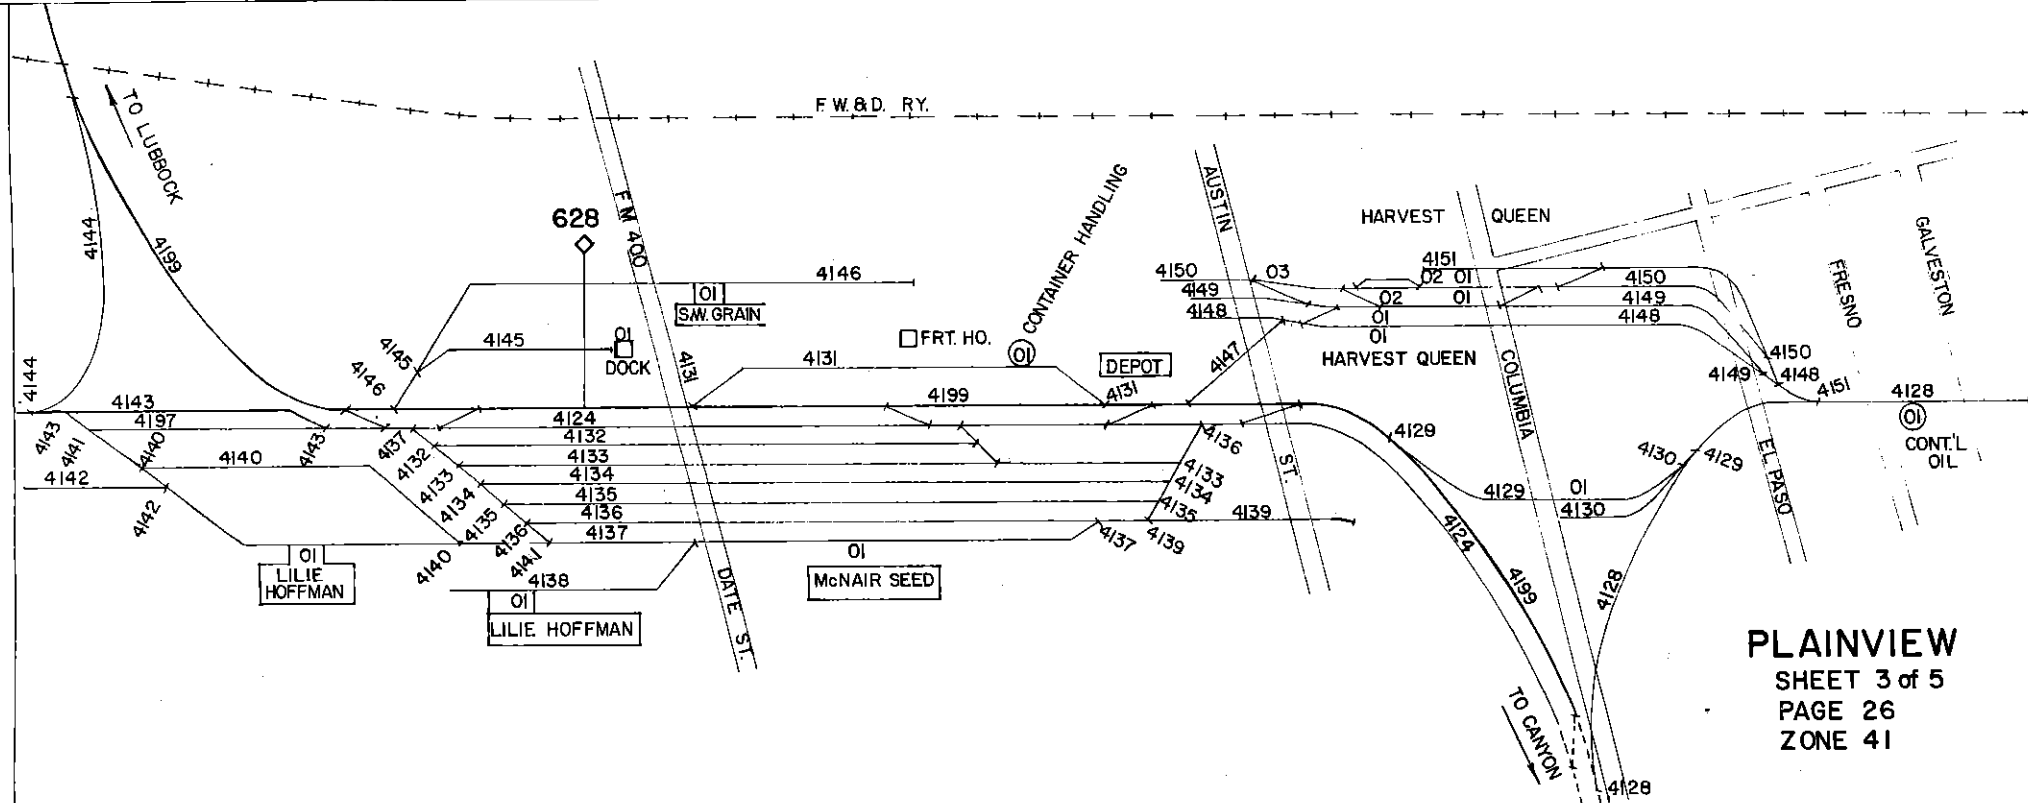 F.W.&D. RY.
TO LUBBOCK
4144
4199
628
FM 400
4146
01
S.W. GRAIN
4145
4145
4146
01
DOCK
4131
4131
FRT. HO.
01
CONTAINER HANDLING
DEPOT
4131
4147
AUSTIN
ST.
HARVEST QUEEN
4150
03
4149
4148
4151
02 01
4150
02
01
4149
01
4148
01
HARVEST QUEEN
COLUMBIA
EL PASO
FRESNO
GALVESTON
4150
4149
4148
4151
4128
01
CONT'L
OIL
4144
4143
4197
4199
4124
4143
4141
4140
4143
4137
4132
4132
4133
4133
4134
4134
4135
4135
4136
4136
4137
4141
4140
4140
4142
4142
4136
4133
4134
4135
4139
4137
4139
4129
4129
01
4130
4130
4129
4124
4199
4128
01
LILIE
HOFFMAN
4138
01
LILIE HOFFMAN
01
McNAIR SEED
DATE ST.
TO CANYON
4128
PLAINVIEW
SHEET 3 of 5
PAGE 26
ZONE 41